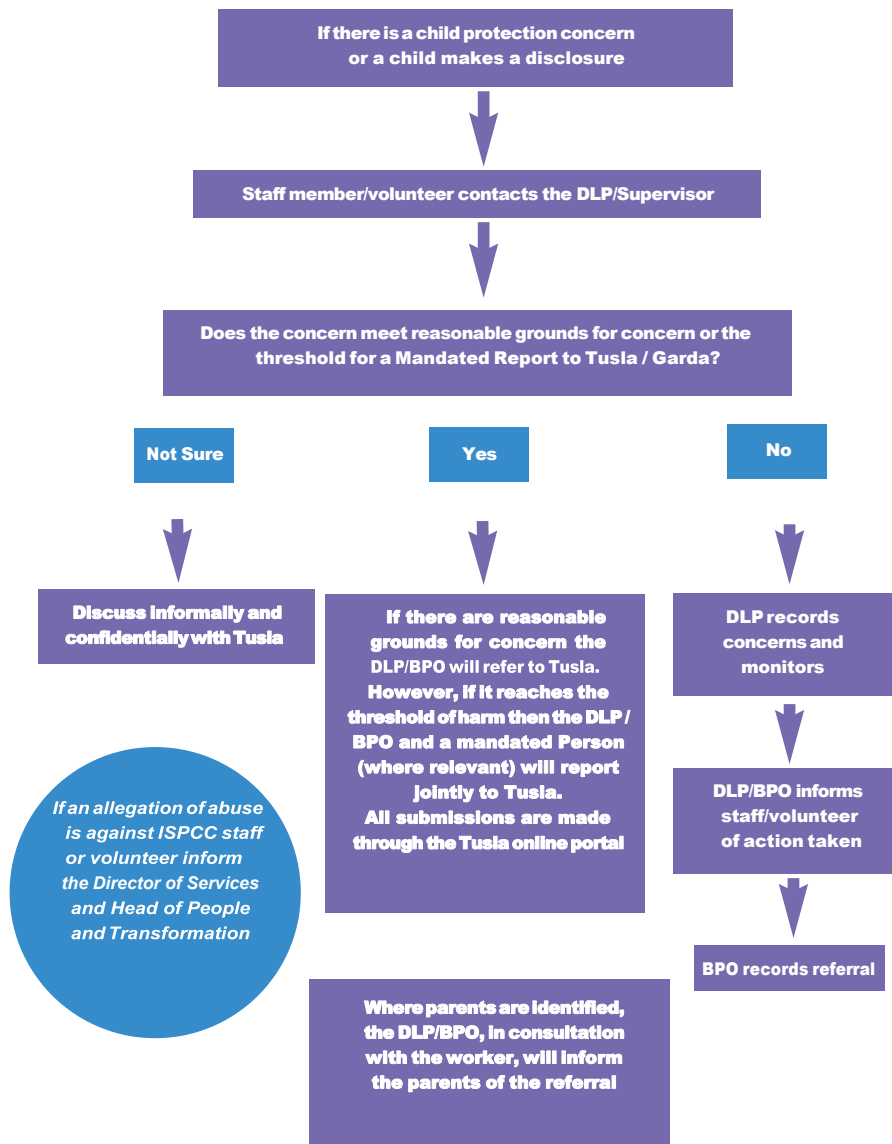 If there is a child protection concern
or a child makes a disclosure
Staff member/volunteer contacts the DLP/Supervisor
Does the concern meet reasonable grounds for concern or the
threshold for a Mandated Report to Tusla / Garda?
Not Sure
Yes
No
Discuss informally and
confidentially with Tusla
If there are reasonable
grounds for concern the
DLP/BPO will refer to Tusla.
However, if it reaches the
threshold of harm then the DLP /
BPO and a mandated Person
(where relevant) will report
jointly to Tusla.
All submissions are made
through the Tusla online portal
DLP records
concerns and
monitors
DLP/BPO informs
staff/volunteer
of action taken
BPO records referral
If an allegation of abuse
is against ISPCC staff
or volunteer inform
the Director of Services
and Head of People
and Transformation
Where parents are identified,
the DLP/BPO, in consultation
with the worker, will inform
the parents of the referral